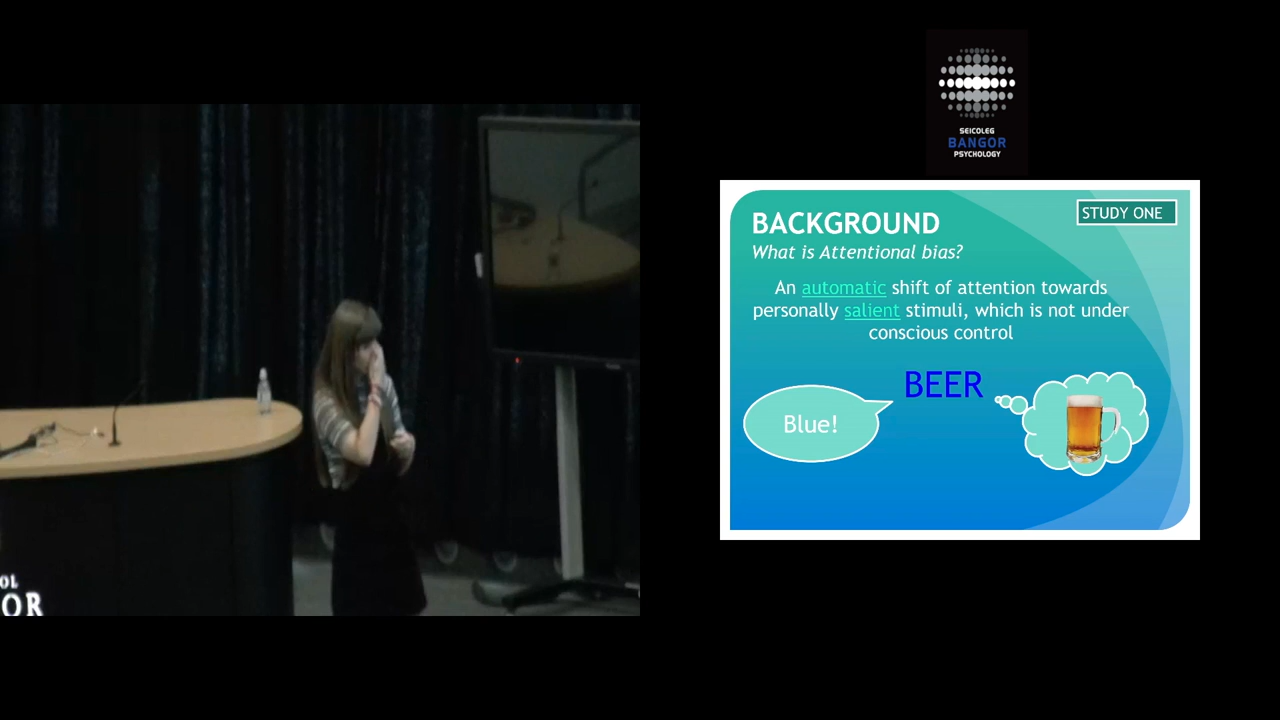 SEICOLEG
BANGOR
PSYCHOLOGY
BACKGROUND
STUDY ONE
What is Attentional bias?
An automatic shift of attention towards
personally salient stimuli, which is not under
conscious control
BEER
Blue!
OL
OR